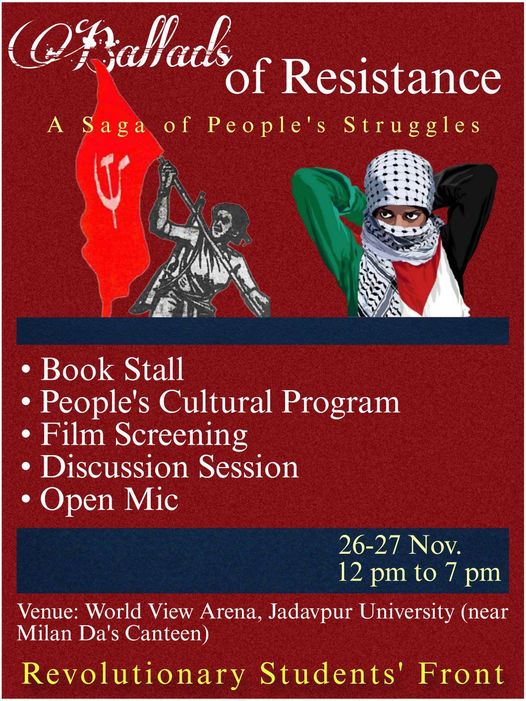 Ballads
of Resistance
A Saga of People's Struggles
• Book Stall
• People's Cultural Program
• Film Screening
• Discussion Session
• Open Mic
26-27 Nov.
12 pm to 7 pm
Venue: World View Arena, Jadavpur University (near
Milan Da's Canteen)
Revolutionary Students' Front